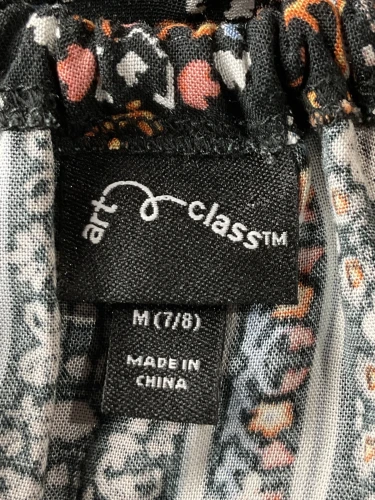 art class™
M (7/8)
MADE IN
CHINA